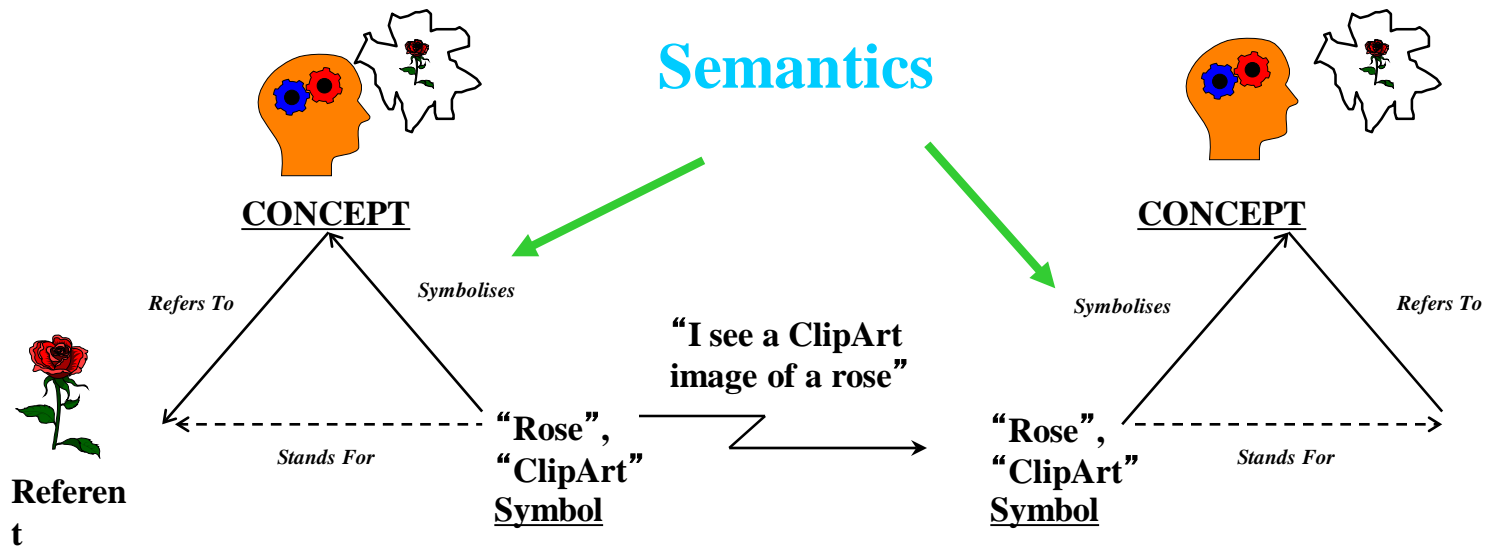 Semantics
CONCEPT
CONCEPT
Refers To
Symbolises
Symbolises
Refers To
“I see a ClipArt
image of a rose”
“Rose”,
“ClipArt”
Symbol
“Rose”,
“ClipArt”
Symbol
Stands For
Stands For
Referen
t